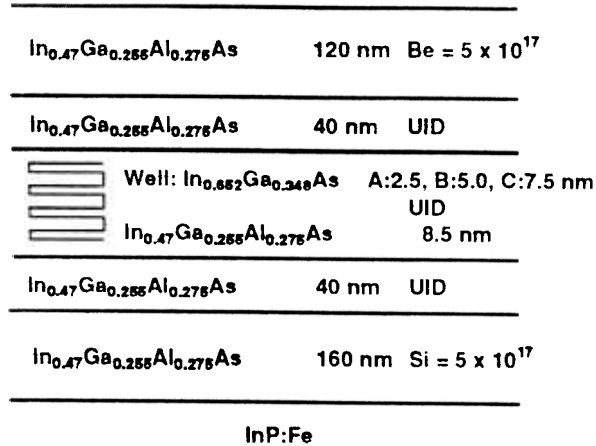 In0.47Ga0.255Al0.275As 120 nm Be = 5 x 10^17
In0.47Ga0.255Al0.275As 40 nm UID
Well: In0.652Ga0.348As A:2.5, B:5.0, C:7.5 nm
UID
In0.47Ga0.255Al0.275As 8.5 nm
In0.47Ga0.255Al0.275As 40 nm UID
In0.47Ga0.255Al0.275As 160 nm Si = 5 x 10^17
InP:Fe